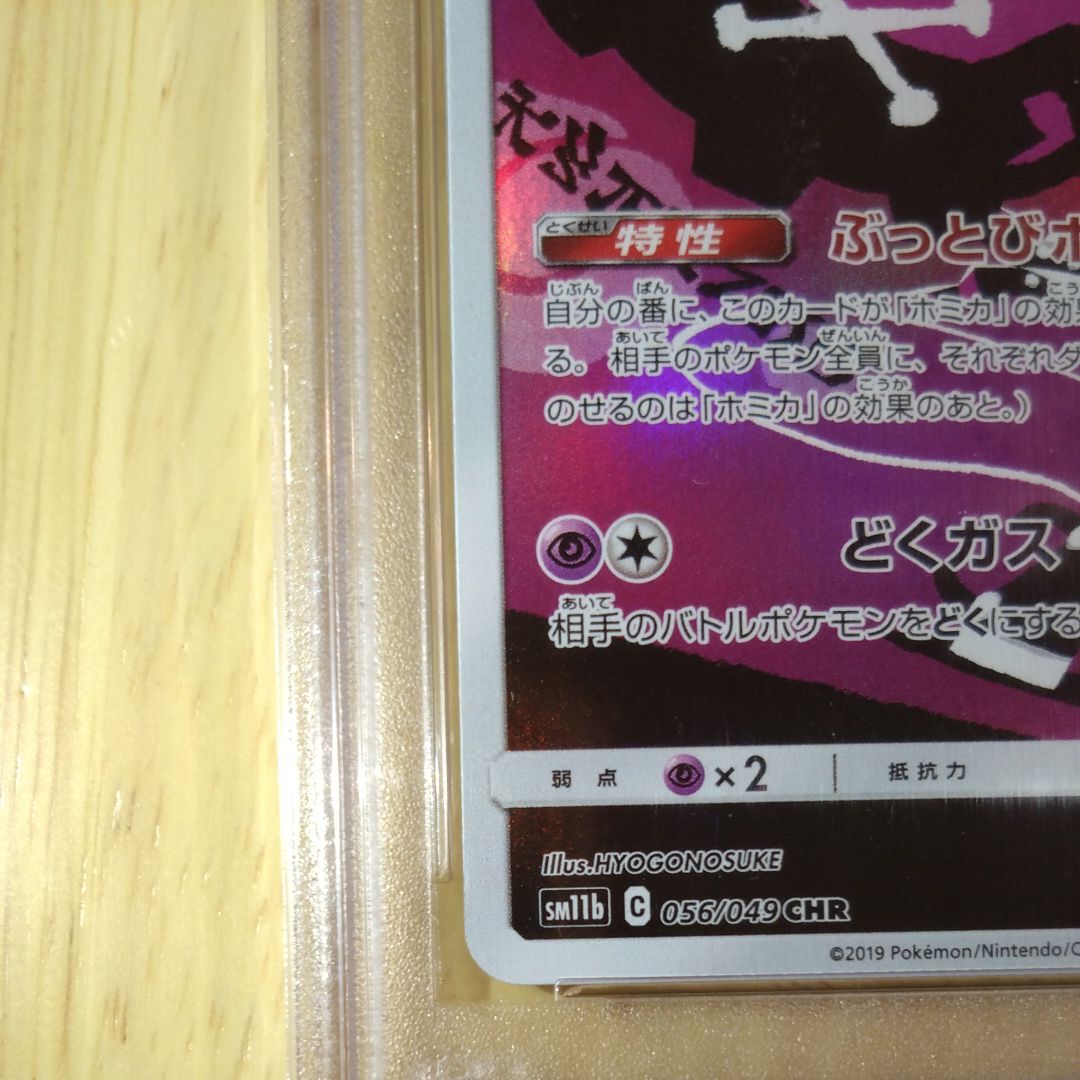 とくせい
特性 ぶっとびボ
じぶん ばん こう
自分の番に、このカードが「ホミカ」の効果
あいて ぜんいん
る。相手のポケモン全員に、それぞれダ
こうか
のせるのは「ホミカ」の効果のあと。)
どくガス
あいて
相手のバトルポケモンをどくにする
弱点 ×2 抵抗力
Illus.HYOGONOSUKE
SM11b C 056/049 CHR
©2019 Pokémon/Nintendo/C